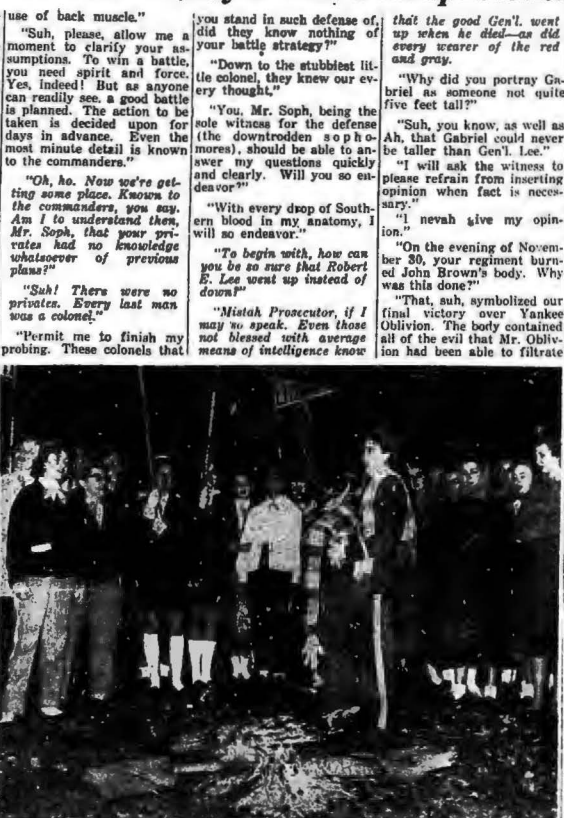 use of back muscle."
"Suh, please, allow me a
moment to clarify your as-
sumptions. To win a battle,
you need spirit and force.
Yes, indeed! But as anyone
can readily see, a good battle
is planned. The action to be
taken is decided upon for
days in advance. Even the
most minute detail is known
to the commanders."
"Oh, ho. Now we're get-
ting some place. Known to
the commanders, you say.
Am I to understand then,
Mr. Soph, that your pri-
vates had no knowledge
whatsoever of previous
plans?"
"Suh! There were no
privates. Every last man
was a colonel."
"Permit me to finish my
probing. These colonels that
you stand in such defense of,
did they know nothing of
your battle strategy?"
"Down to the stubbiest lit-
tle colonel, they knew our ev-
ery thought."
"You, Mr. Soph, being the
sole witness for the defense
(the downtrodden sopho-
mores), should be able to an-
swer my questions quickly
and clearly. Will you so en-
deavor?"
"With every drop of South-
ern blood in my anatomy, I
will so endeavor."
"To begin with, how can
you be so sure that Robert
E. Lee went up instead of
down?"
"Mistah Prosecutor, if I
may so speak. Even those
not blessed with average
means of intelligence know
that the good Gen'l. went
up when he died—as did
every wearer of the red
and gray.
"Why did you portray Ga-
briel as someone not quite
five feet tall?"
"Suh, you know, as well as
Ah, that Gabriel could never
be taller than Gen'l. Lee."
"I will ask the witness to
please refrain from inserting
opinion when fact is neces-
sary."
"I nevah give my opin-
ion."
"On the evening of Novem-
ber 30, your regiment burn-
ed John Brown's body. Why
was this done?"
"That, suh, symbolized our
final victory over Yankee
Oblivion. The body contained
all of the evil that Mr. Obliv-
ion had been able to filtrate